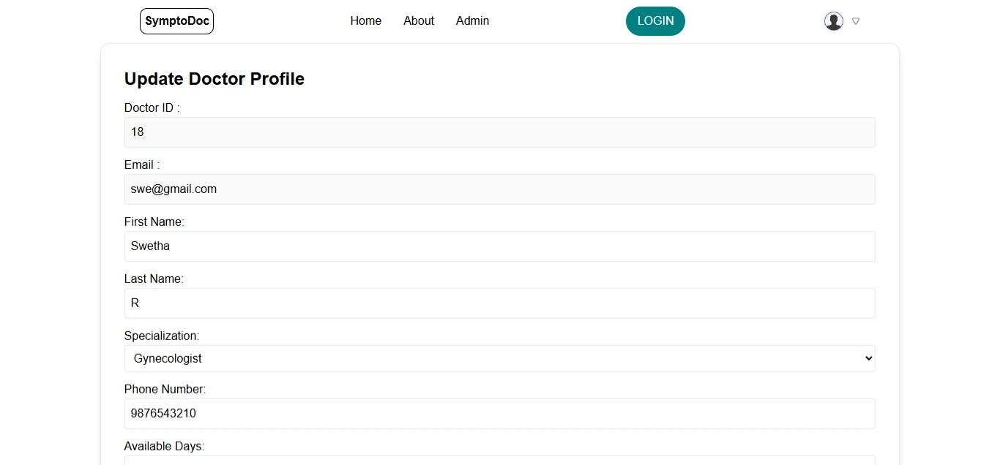 SymptoDoc Home About Admin LOGIN
Update Doctor Profile
Doctor ID :
18
Email :
swe@gmail.com
First Name:
Swetha
Last Name:
R
Specialization:
Gynecologist
Phone Number:
9876543210
Available Days: